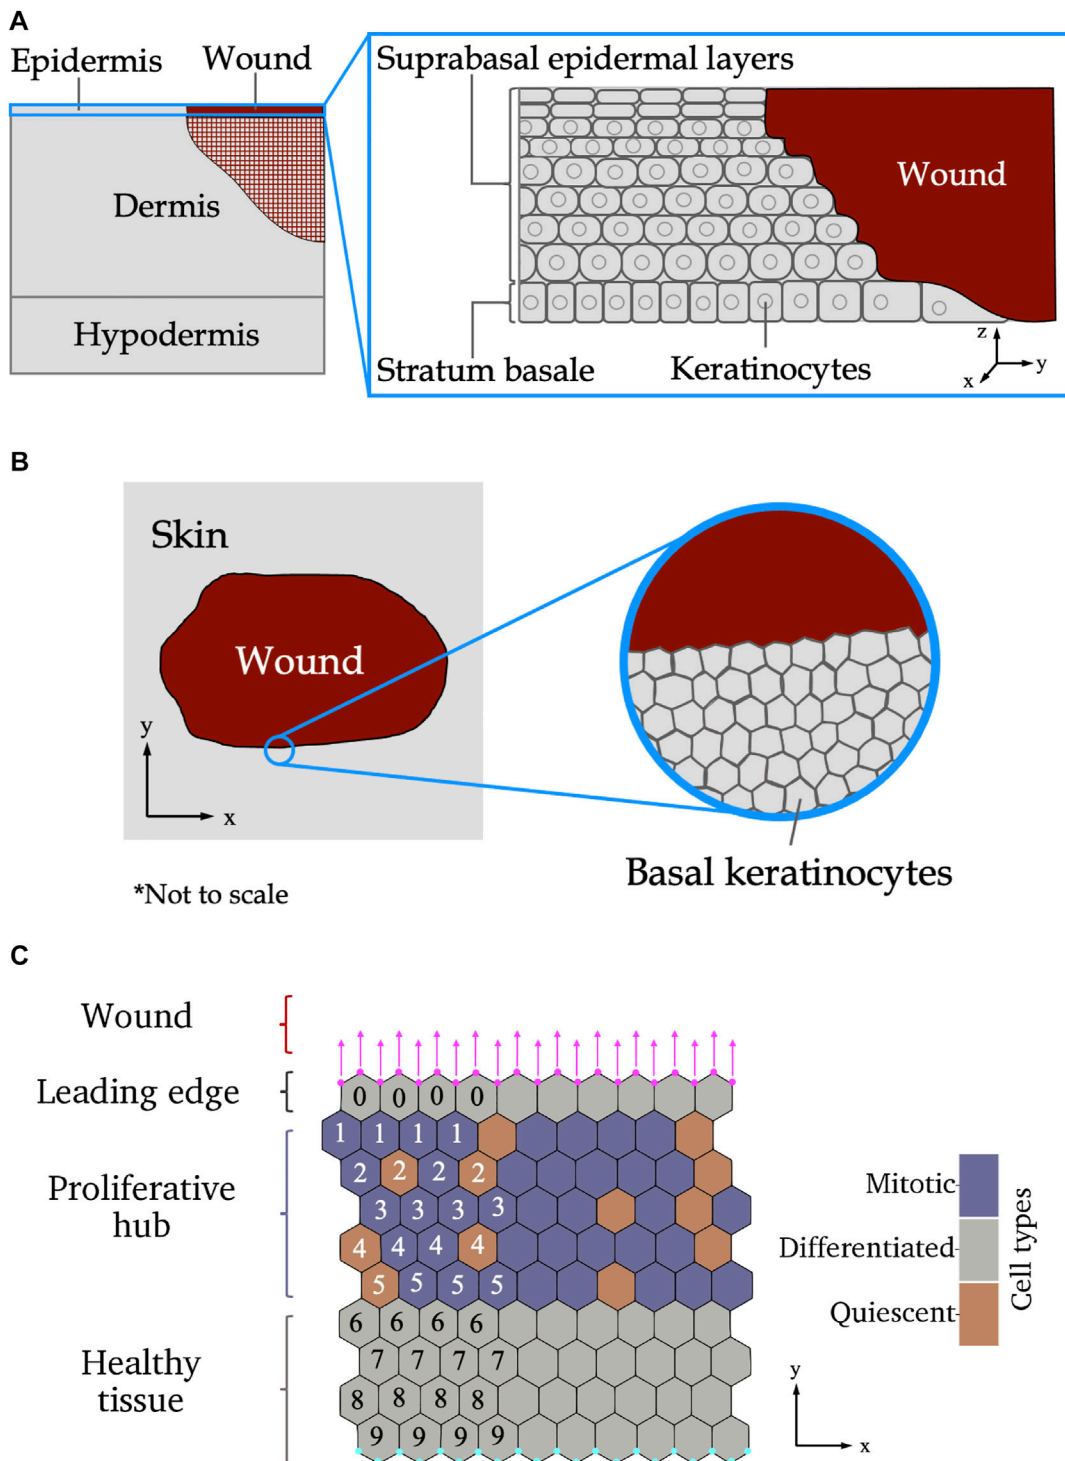 A
Epidermis
Wound
Dermis
Hypodermis
Suprabasal epidermal layers
Wound
Stratum basale
Keratinocytes
z
y
x
B
Skin
Wound
y
x
*Not to scale
Basal keratinocytes
C
Wound
Leading edge
Proliferative
hub
Healthy
tissue
0 0 0 0
1 1 1 1
2 2 2 2
3 3 3 3
4 4 4 4
5 5 5 5
6 6 6 6
7 7 7 7
8 8 8 8
9 9 9 9
Mitotic
Differentiated
Quiescent
Cell types
y
x